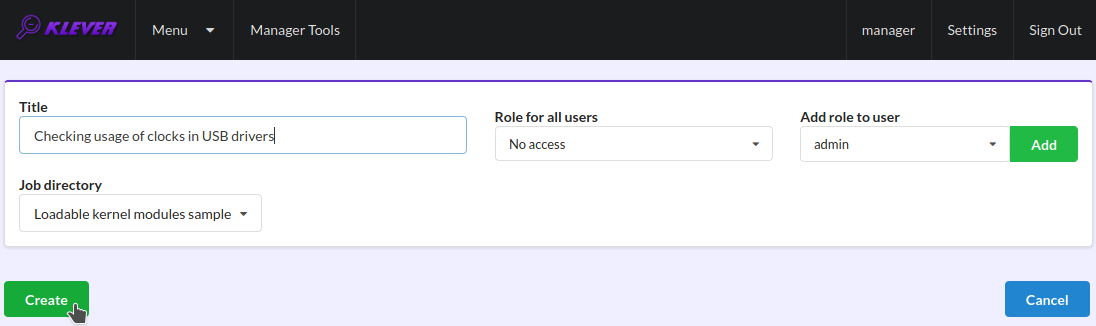 KLEVER Menu Manager Tools manager Settings Sign Out
Title
Checking usage of clocks in USB drivers
Role for all users
No access
Add role to user
admin Add
Job directory
Loadable kernel modules sample
Create Cancel